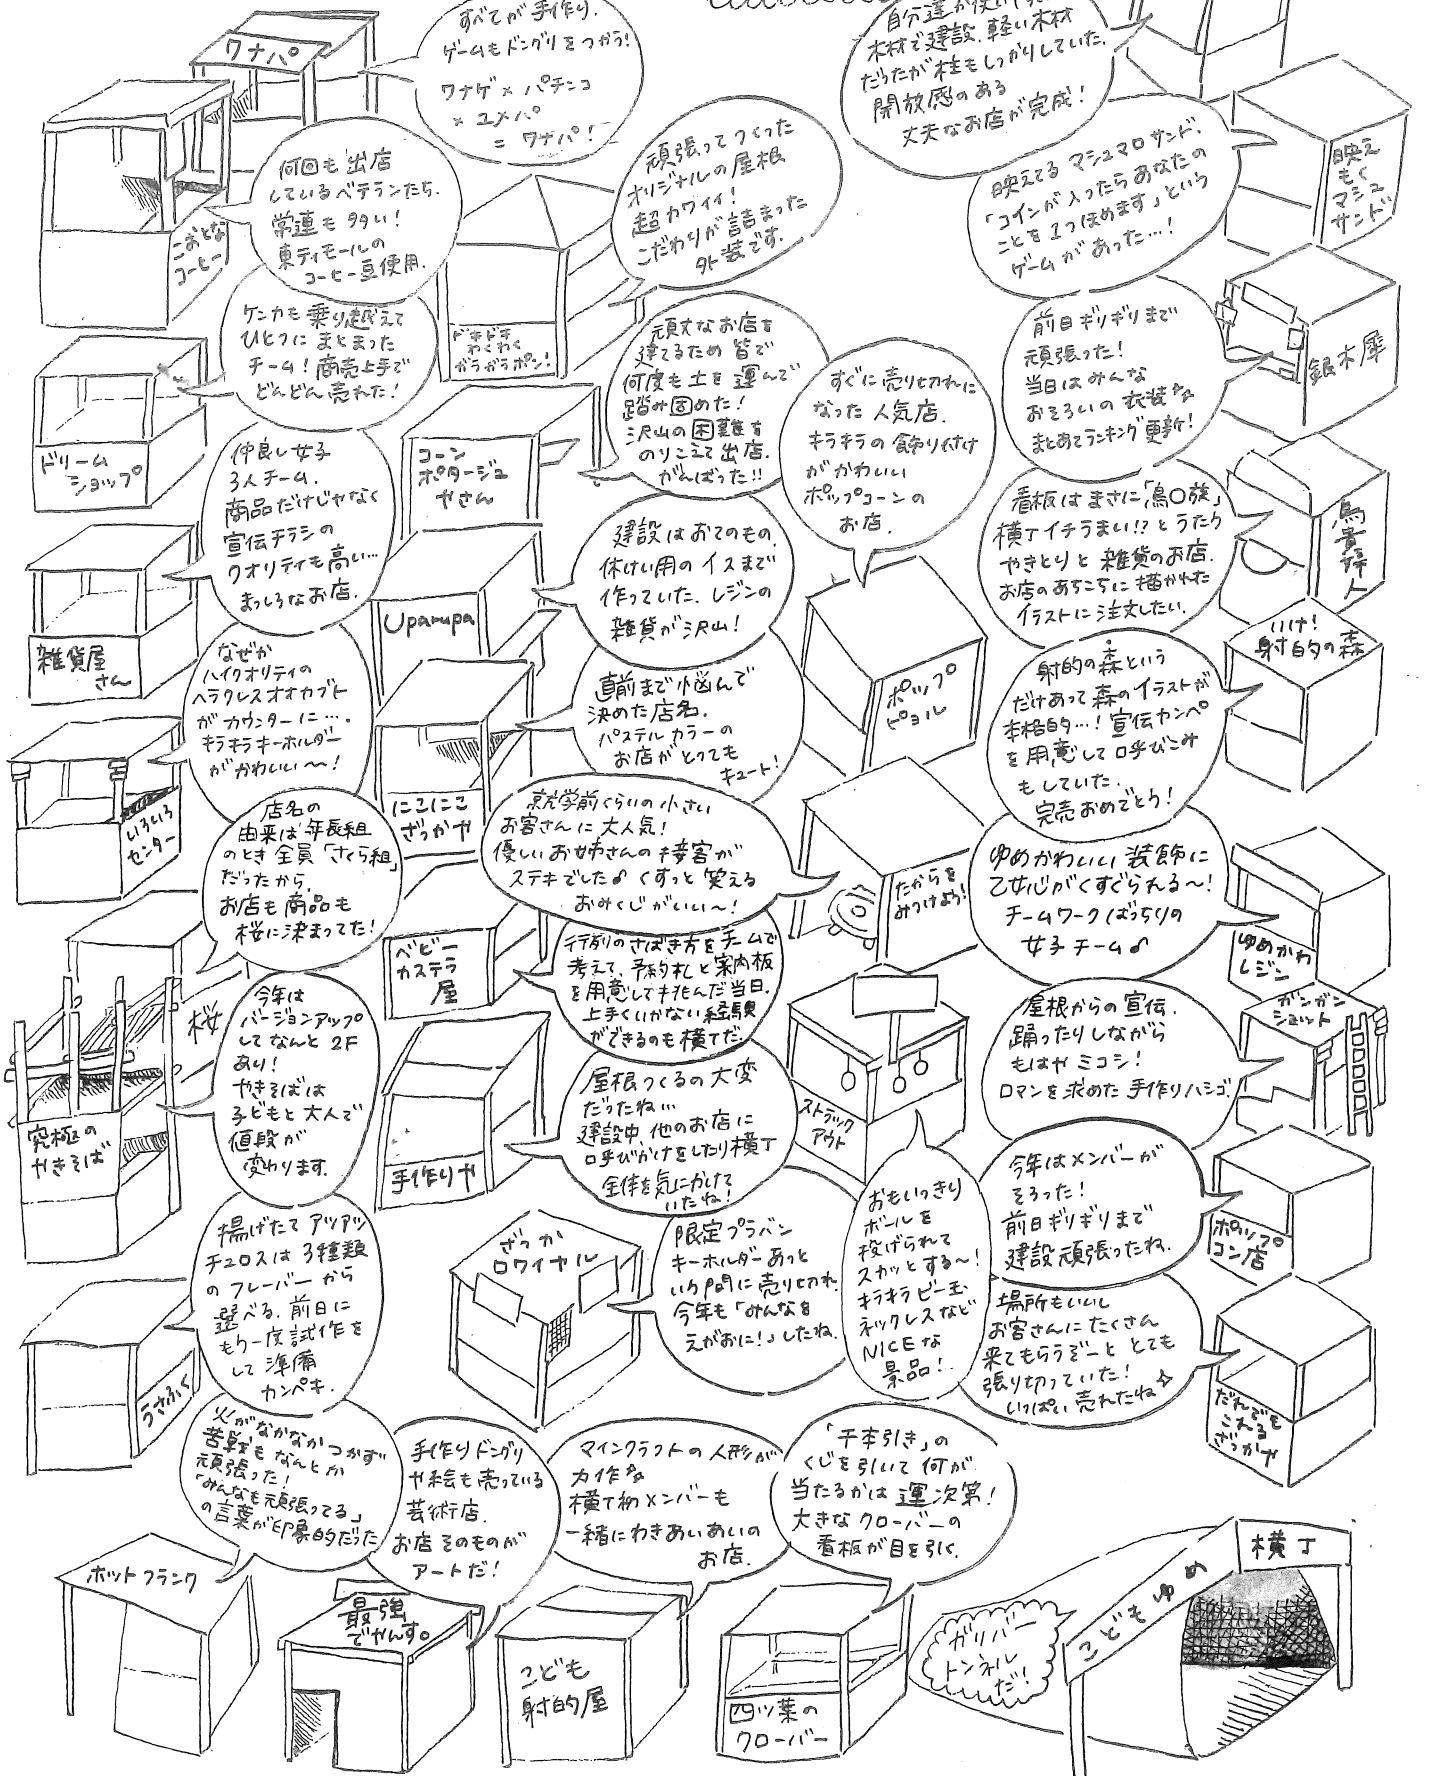 ワナパ
すべてが手作り.
ゲームもドングリをつかう!
ワナゲ×パチンコ
×ユメパ
=ワナパ!
木材で建設.軽い木材
だったが柱もしっかりしていた.
開放感のある
丈夫なお店が完成!
こおとな
コーヒー
何回も出店
しているベテランたち.
常連も多い!
東ティモールの
コーヒー豆使用.
ドキドキ
わくわく
ガラガラポン!
頑張ってつくった
オリジナルの屋根
超カワイイ!
こだわりが詰まった
外装です.
映え
もく
マシュ
サンド
映えてるマシュマロサンド.
「コインが入ったらあなたの
ことを1つほめます」という
ゲームがあった…!
ドリーム
ショップ
ケンカも乗り越えて
ひとつにまとまった
チーム!商売上手で
どんどん売れた!
コーン
ポタージュ
やさん
頑丈なお店を
建てるため皆で
何度も土を運んで
踏み固めた!
沢山の困難を
のりこえて出店.
がんばった!!
すぐに売り切れに
なった人気店.
キラキラの飾り付け
がかわいい
ポップコーンの
お店.
ポップ
ピョル
銀木犀
前日ギリギリまで
頑張った!
当日はみんな
おそろいの衣装☆
まとあてランキング更新!
雑貨屋
さん
仲良し女子
3人チーム.
商品だけじゃなく
宣伝チラシの
クオリティも高い…
まっしろなお店.
Uparupa
建設はおてのもの.
休けい用のイスまで
作っていた.レジンの
雑貨が沢山!
鳥貴婦人
看板はまさに「鳥〇族」
横丁イチうまい!?とうたう
やきとりと雑貨のお店.
お店のあちこちに描かれた
イラストに注文したい.
いろいろ
センター
なぜか
ハイクオリティの
ヘラクレスオオカブト
がカウンターに….
キラキラキーホルダー
がかわいい〜!
にこにこ
ざっかや
直前まで悩んで
決めた店名.
パステルカラーの
お店がとっても
キュート!
いけ!
射的の森
射的の森という
だけあって森のイラストが
本格的…!宣伝カンペ
を用意して呼びこみ
もしていた.
完売おめでとう!
桜
店名の
由来は年長組
のとき全員「さくら組」
だったから.
お店も商品も
桜に決まってた!
たからを
みつけよう!
就学前くらいの小さい
お客さんに大人気!
優しいお姉さんの接客が
ステキでした♪くすっと笑える
おみくじがいい〜!
ゆめかわ
レジン
ゆめかわいい装飾に
乙女心がくすぐられる〜!
チームワークばっちりの
女子チーム♪
ベビー
カステラ
屋
行列のさばき方をチームで
考えて、予約札と案内板
を用意して挑んだ当日.
上手くいかない経験
ができるのも横丁だ.
究極の
やきそば
今年は
バージョンアップ
してなんと2F
あり!
やきそばは
子どもと大人で
値段が
変わります.
手作りや
屋根つくるの大変
だったね…
建設中、他のお店に
呼びかけをしたり横丁
全体を気にかけて
いたね!
ストラック
アウト
おもいっきり
ボールを
投げられて
スカッとする〜!
キラキラビー玉
ネックレスなど
NICEな
景品!
ガンガン
ショット
屋根からの宣伝.
踊ったりしながら
もはやミコシ!
ロマンを求めた手作りハシゴ.
ポップ
コン店
今年はメンバーが
そろった!
前日ギリギリまで
建設頑張ったね.
うさふく
揚げたてアツアツ
チュロスは3種類
のフレーバーから
選べる.前日に
もう一度試作を
して準備
カンペキ.
ざっか
ロワイヤル
限定プラバン
キーホルダーあっと
いう間に売り切れ.
今年も「みんなを
えがおに!」したね.
だれでも
これる
ざっかや
場所もいいし
お客さんにたくさん
来てもらうぞーととても
張り切っていた!
いっぱい売れたね☆
ホットフランク
火がなかなかつかず
苦戦もなんとか
頑張った!
「みんなも頑張ってる」
の言葉が印象的だった
最強
でやんす。
手作りドングリ
や絵も売っている
芸術店.
お店そのものが
アートだ!
こども
射的屋
マインクラフトの人形が
力作☆
横丁初メンバーも
一緒にわきあいあいの
お店.
四ツ葉の
クローバー
「千本引き」の
くじを引いて何が
当たるかは運次第!
大きなクローバーの
看板が目を引く.
ガリバー
トンネル
だ!
こどもゆめ
横丁